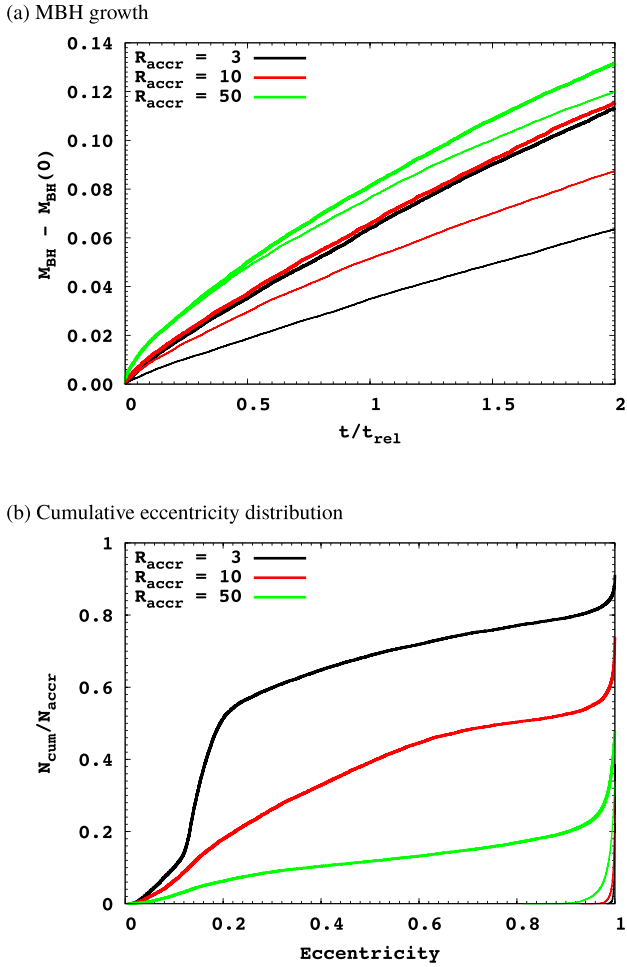 (a) MBH growth
0.14
0.12
0.10
0.08
0.06
0.04
0.02
0.00
M_BH − M_BH(0)
R_accr = 3
R_accr = 10
R_accr = 50
0 0.5 1 1.5 2
t/t_rel
(b) Cumulative eccentricity distribution
1
0.8
0.6
0.4
0.2
0
N_cum/N_accr
R_accr = 3
R_accr = 10
R_accr = 50
0 0.2 0.4 0.6 0.8 1
Eccentricity